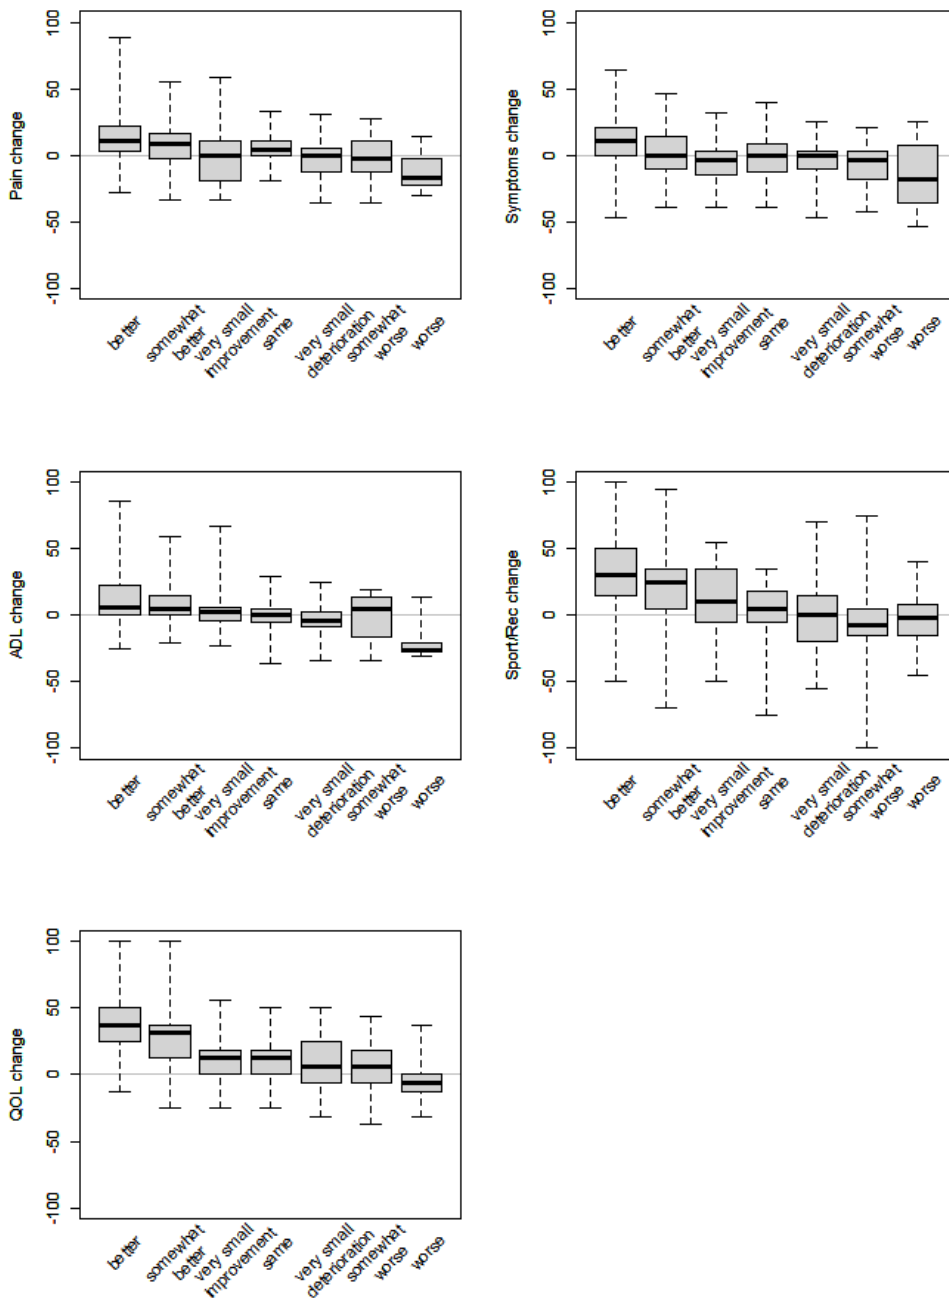 Pain change
100
50
0
-50
-100
better
somewhat
better
very small
improvement
same
very small
deterioration
somewhat
worse
worse
Symptoms change
100
50
0
-50
-100
better
somewhat
better
very small
improvement
same
very small
deterioration
somewhat
worse
worse
ADL change
100
50
0
-50
-100
better
somewhat
better
very small
improvement
same
very small
deterioration
somewhat
worse
worse
Sport/Rec change
100
50
0
-50
-100
better
somewhat
better
very small
improvement
same
very small
deterioration
somewhat
worse
worse
QOL change
100
50
0
-50
-100
better
somewhat
better
very small
improvement
same
very small
deterioration
somewhat
worse
worse